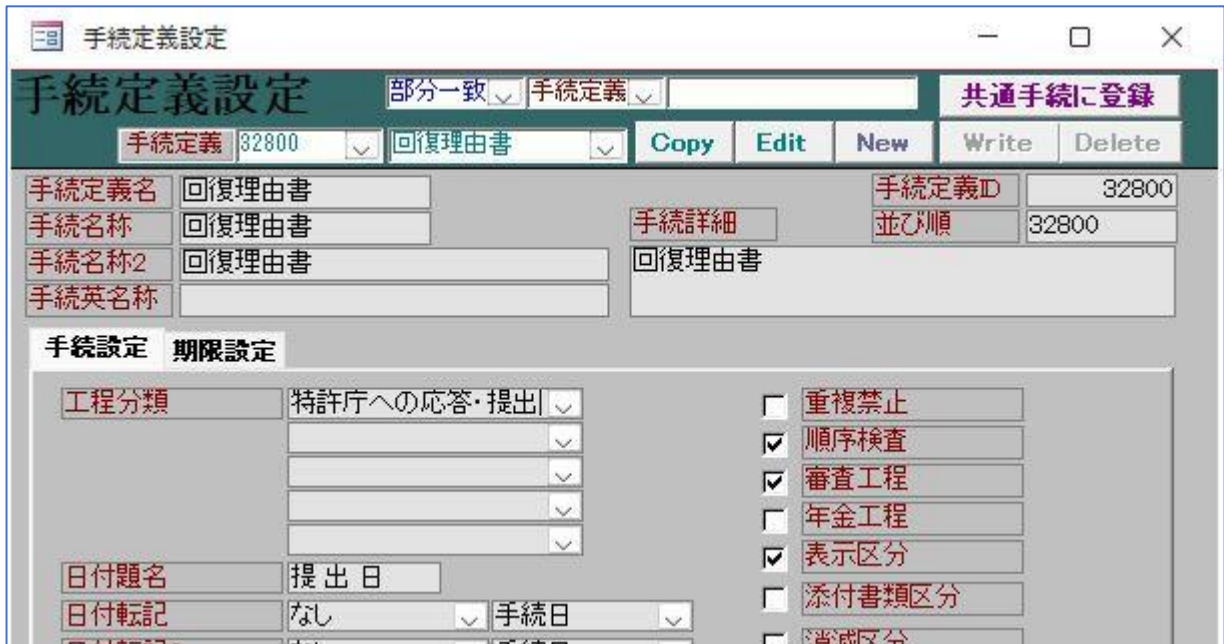 手続定義設定
手続定義設定 部分一致 手続定義 共通手続に登録
手続定義 32800 回復理由書 Copy Edit New Write Delete
手続定義名 回復理由書 手続定義ID 32800
手続名称 回復理由書 手続詳細 並び順 32800
手続名称2 回復理由書 回復理由書
手続英名称
手続設定 期限設定
工程分類 特許庁への応答・提出 重複禁止
順序検査
審査工程
年金工程
表示区分
日付題名 提 出 日
添付書類区分
日付転記 なし 手続日
消滅区分